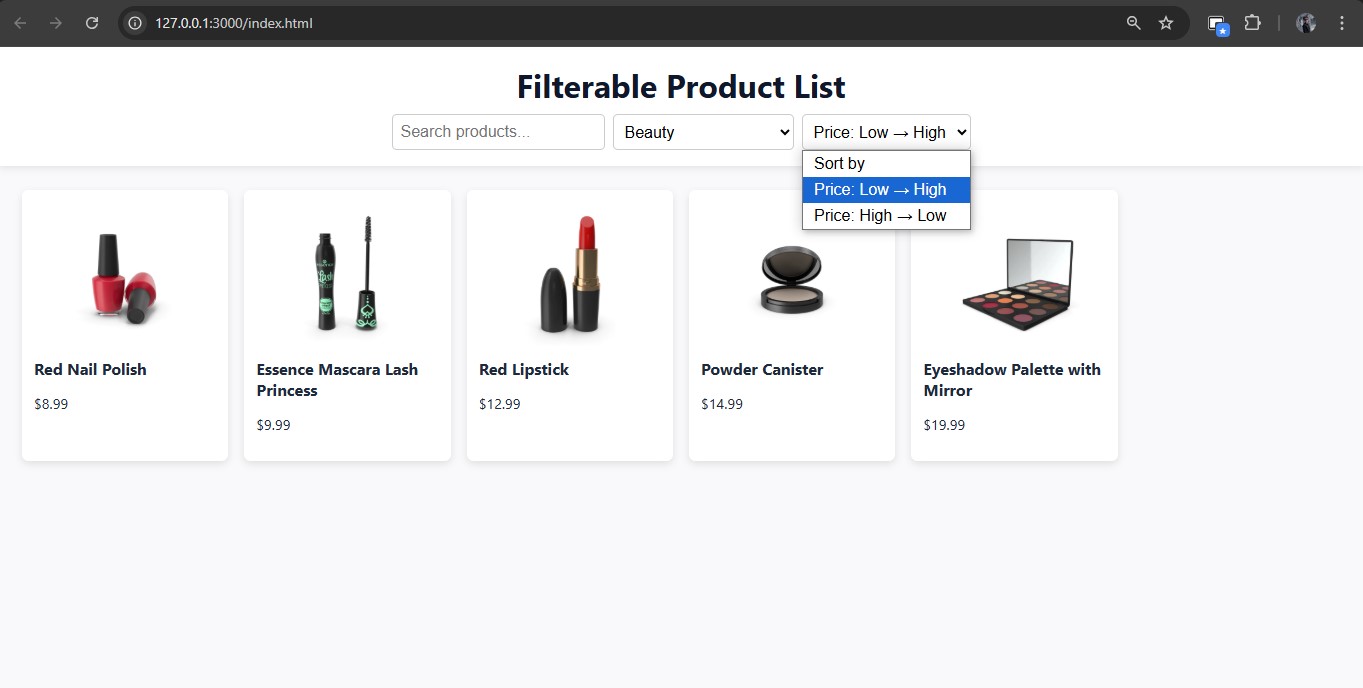 127.0.0.1:3000/index.html
Filterable Product List
Search products...
Beauty
Price: Low → High
Sort by
Price: Low → High
Price: High → Low
Red Nail Polish
$8.99
Essence Mascara Lash
Princess
$9.99
Red Lipstick
$12.99
Powder Canister
$14.99
Eyeshadow Palette with
Mirror
$19.99